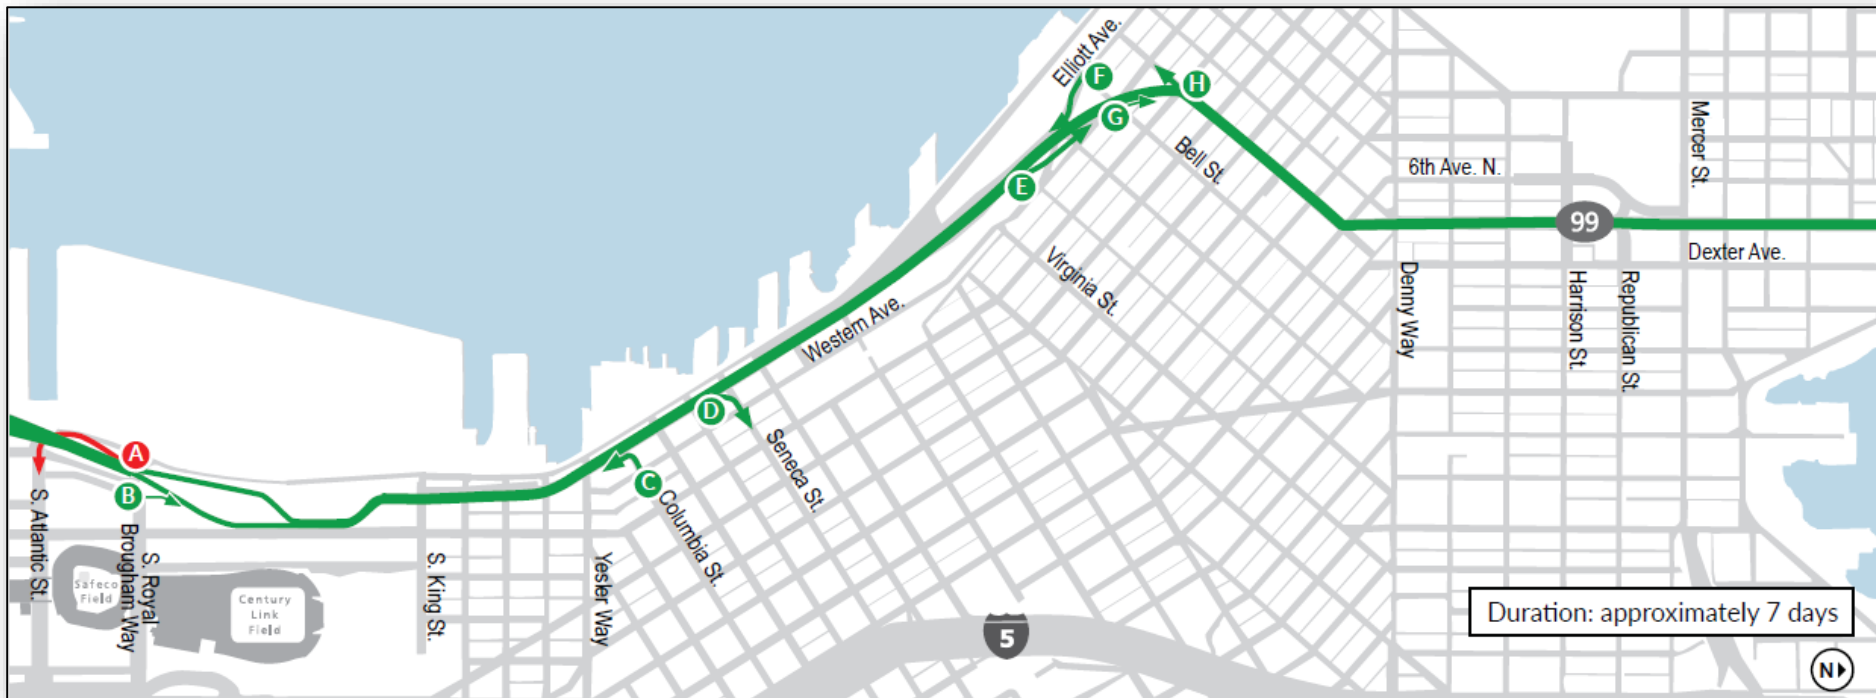 Elliott Ave.
F
H
G
E
Bell St.
Mercer St.
6th Ave. N.
99
Dexter Ave.
Virginia St.
Denny Way
Harrison St.
Republican St.
Western Ave.
D
Seneca St.
C
Columbia St.
A
B
S. Atlantic St.
S. Royal
Brougham Way
S. King St.
Yesler Way
Safeco
Field
Century
Link
Field
5
Duration: approximately 7 days
N